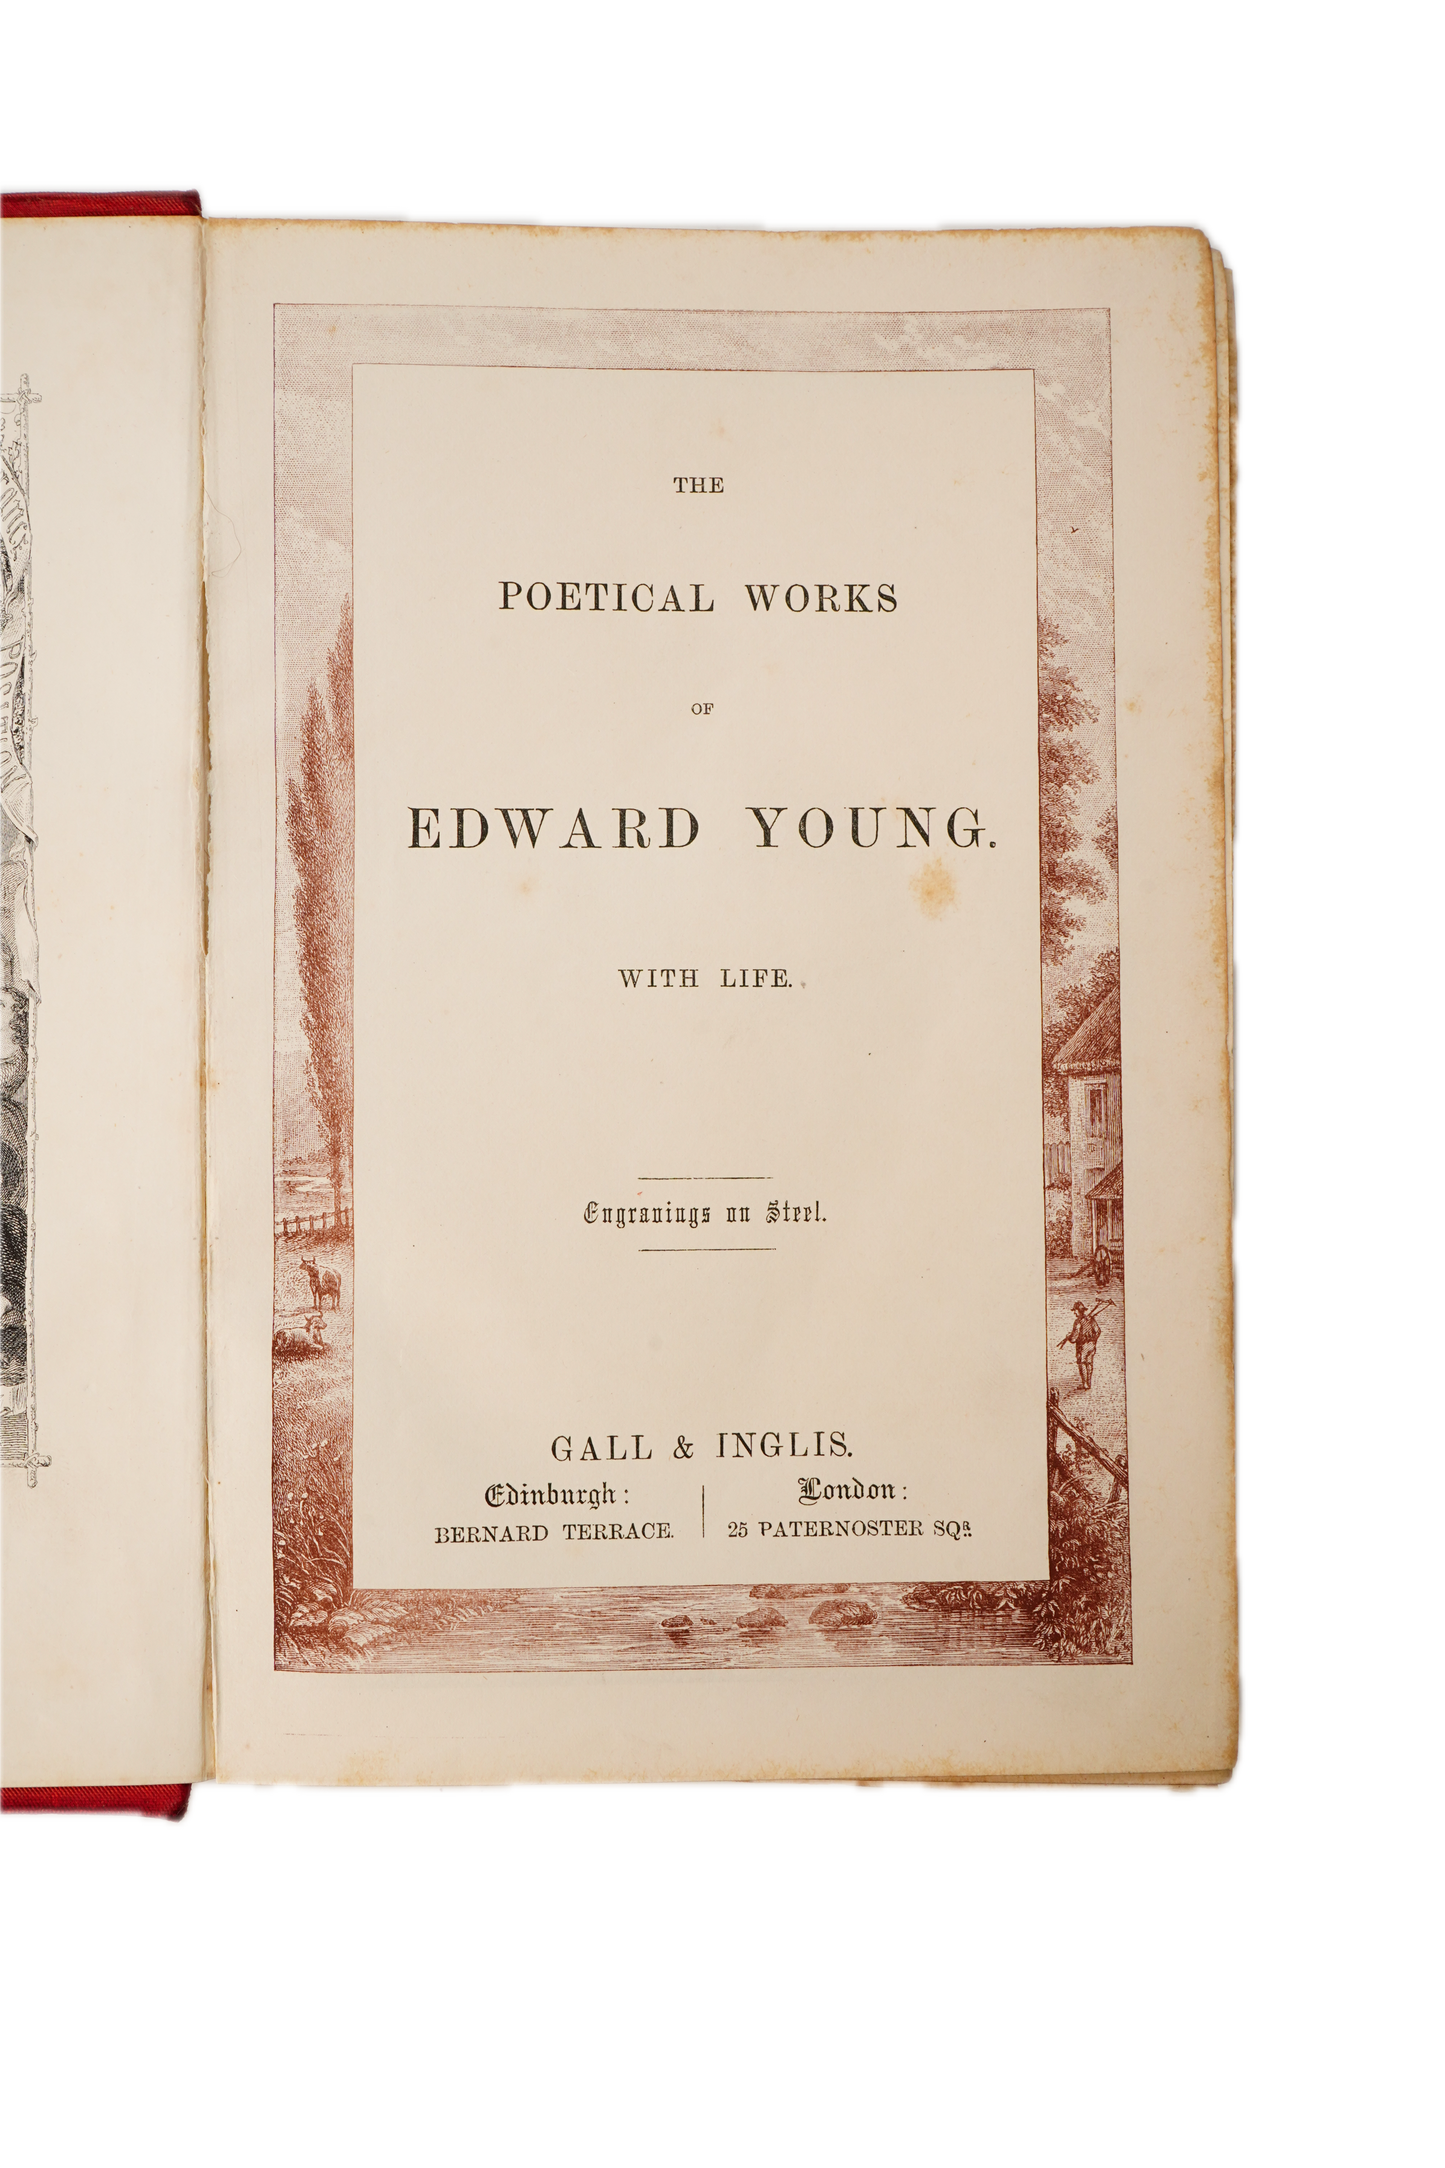 THE
POETICAL WORKS
OF
EDWARD YOUNG.
WITH LIFE.
Engravings on Steel.
GALL & INGLIS.
Edinburgh:
BERNARD TERRACE.
London:
25 PATERNOSTER SQR.